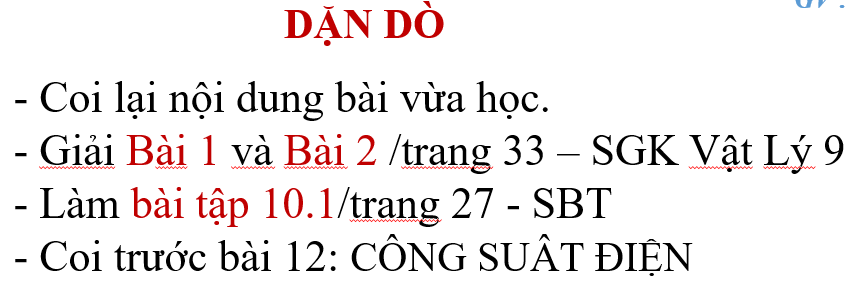 DẶN DÒ
- Coi lại nội dung bài vừa học.
- Giải Bài 1 và Bài 2 /trang 33 – SGK Vật Lý 9
- Làm bài tập 10.1/trang 27 - SBT
- Coi trước bài 12: CÔNG SUÂT ĐIỆN